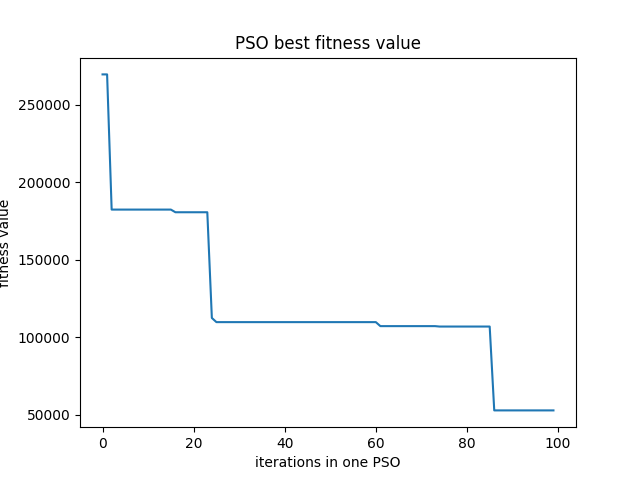 PSO best fitness value
250000
200000
150000
100000
50000
fitness value
0 20 40 60 80 100
iterations in one PSO